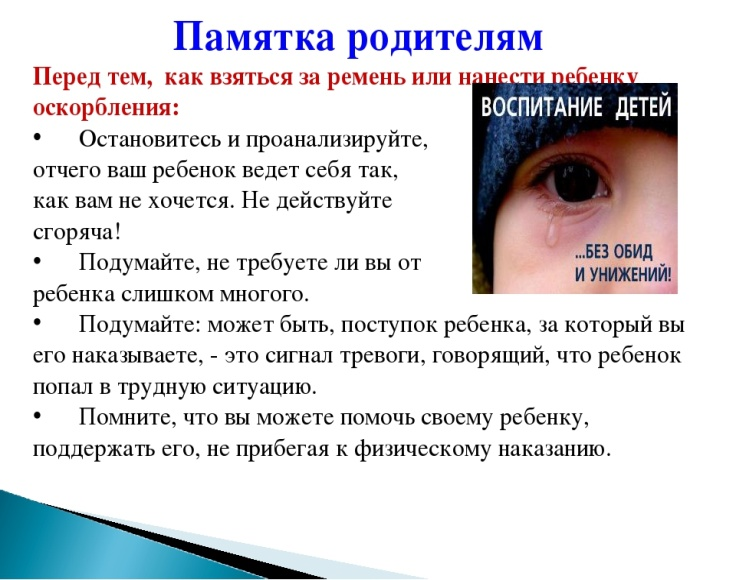 Памятка родителям
Перед тем,  как взяться за ремень или нанести ребенку
оскорбления:
• Остановитесь и проанализируйте,
отчего ваш ребенок ведет себя так,
как вам не хочется. Не действуйте
сгоряча!
• Подумайте, не требуете ли вы от
ребенка слишком многого.
• Подумайте: может быть, поступок ребенка, за который вы
его наказываете, - это сигнал тревоги, говорящий, что ребенок
попал в трудную ситуацию.
• Помните, что вы можете помочь своему ребенку,
поддержать его, не прибегая к физическому наказанию.
ВОСПИТАНИЕ ДЕТЕЙ
...БЕЗ ОБИД
И УНИЖЕНИЙ!